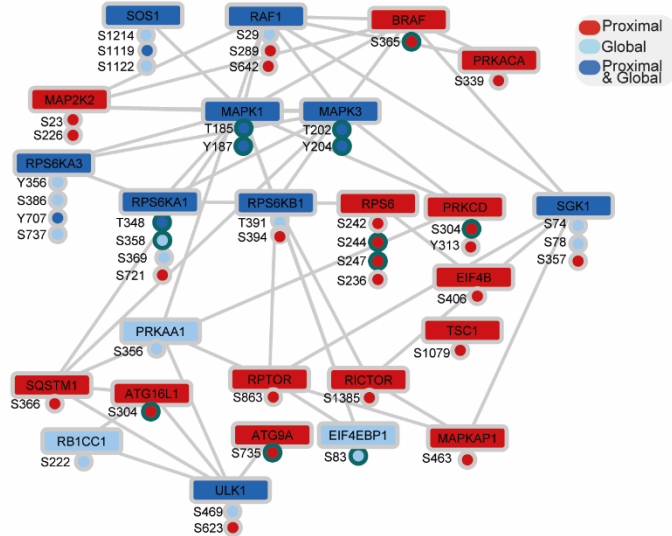 SOS1
S1214
S1119
S1122
RAF1
S29
S289
S642
BRAF
S365
PRKACA
S339
Proximal
Global
Proximal
& Global
MAP2K2
S23
S226
MAPK1
T185
Y187
MAPK3
T202
Y204
RPS6KA3
Y356
S386
Y707
S737
RPS6KA1
T348
S358
S369
S721
RPS6KB1
T391
S394
RPS6
S242
S244
S247
S236
PRKCD
S304
Y313
SGK1
S74
S78
S357
EIF4B
S406
PRKAA1
S356
TSC1
S1079
SQSTM1
S366
ATG16L1
S304
RPTOR
S863
RICTOR
S1385
RB1CC1
S222
ATG9A
S735
EIF4EBP1
S83
MAPKAP1
S463
ULK1
S469
S623